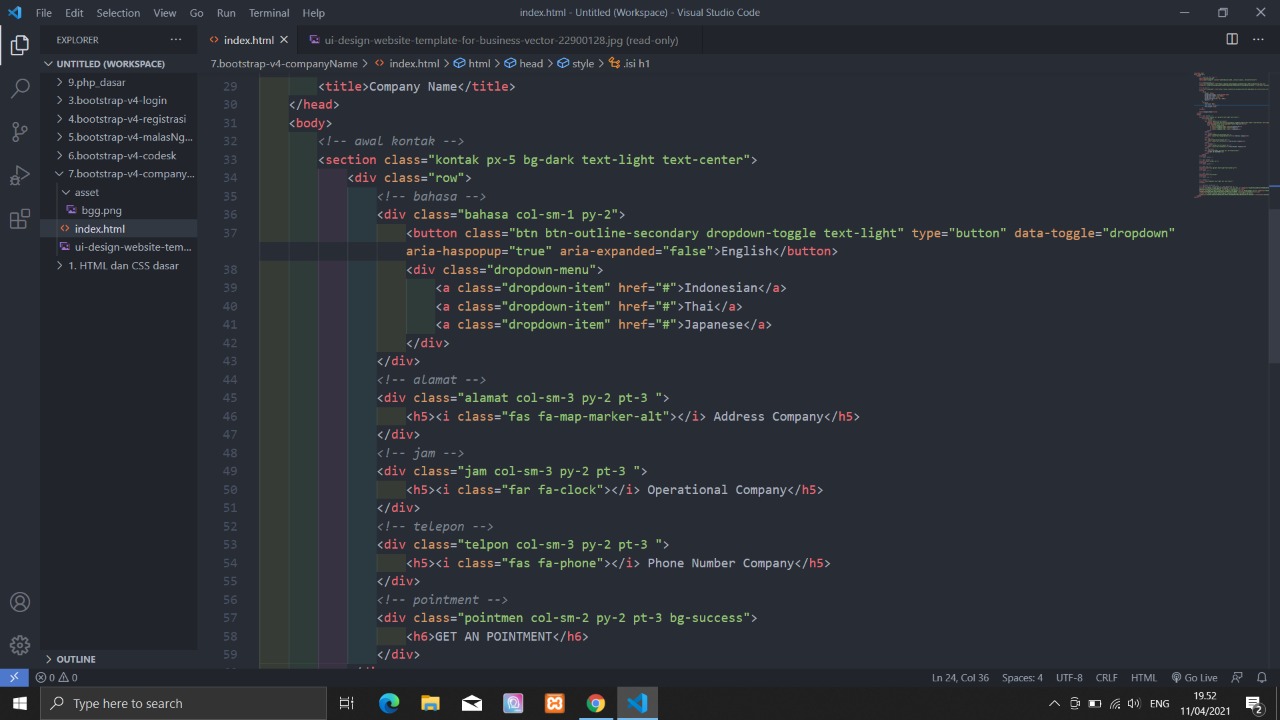 File Edit Selection View Go Run Terminal Help
index.html - Untitled (Workspace) - Visual Studio Code
EXPLORER
index.html
ui-design-website-template-for-business-vector-22900128.jpg (read-only)
UNTITLED (WORKSPACE)
7.bootstrap-v4-companyName > index.html > html > head > style > .isi h1
9.php_dasar
3.bootstrap-v4-login
4.bootstrap-v4-registrasi
5.bootstrap-v4-malasNg...
6.bootstrap-v4-codesk
7.bootstrap-v4-company...
asset
bgg.png
index.html
ui-design-website-tem...
1. HTML dan CSS dasar
OUTLINE
29 <title>Company Name</title>
30 </head>
31 <body>
32 <!-- awal kontak -->
33 <section class="kontak px-3 bg-dark text-light text-center">
34 <div class="row">
35 <!-- bahasa -->
36 <div class="bahasa col-sm-1 py-2">
37 <button class="btn btn-outline-secondary dropdown-toggle text-light" type="button" data-toggle="dropdown"
aria-haspopup="true" aria-expanded="false">English</button>
38 <div class="dropdown-menu">
39 <a class="dropdown-item" href="#">Indonesian</a>
40 <a class="dropdown-item" href="#">Thai</a>
41 <a class="dropdown-item" href="#">Japanese</a>
42 </div>
43 </div>
44 <!-- alamat -->
45 <div class="alamat col-sm-3 py-2 pt-3 ">
46 <h5><i class="fas fa-map-marker-alt"></i> Address Company</h5>
47 </div>
48 <!-- jam -->
49 <div class="jam col-sm-3 py-2 pt-3 ">
50 <h5><i class="far fa-clock"></i> Operational Company</h5>
51 </div>
52 <!-- telepon -->
53 <div class="telpon col-sm-3 py-2 pt-3 ">
54 <h5><i class="fas fa-phone"></i> Phone Number Company</h5>
55 </div>
56 <!-- pointment -->
57 <div class="pointmen col-sm-2 py-2 pt-3 bg-success">
58 <h6>GET AN POINTMENT</h6>
59 </div>
0 0
Ln 24, Col 36 Spaces: 4 UTF-8 CRLF HTML Go Live
Type here to search
ENG
19.52
11/04/2021
2